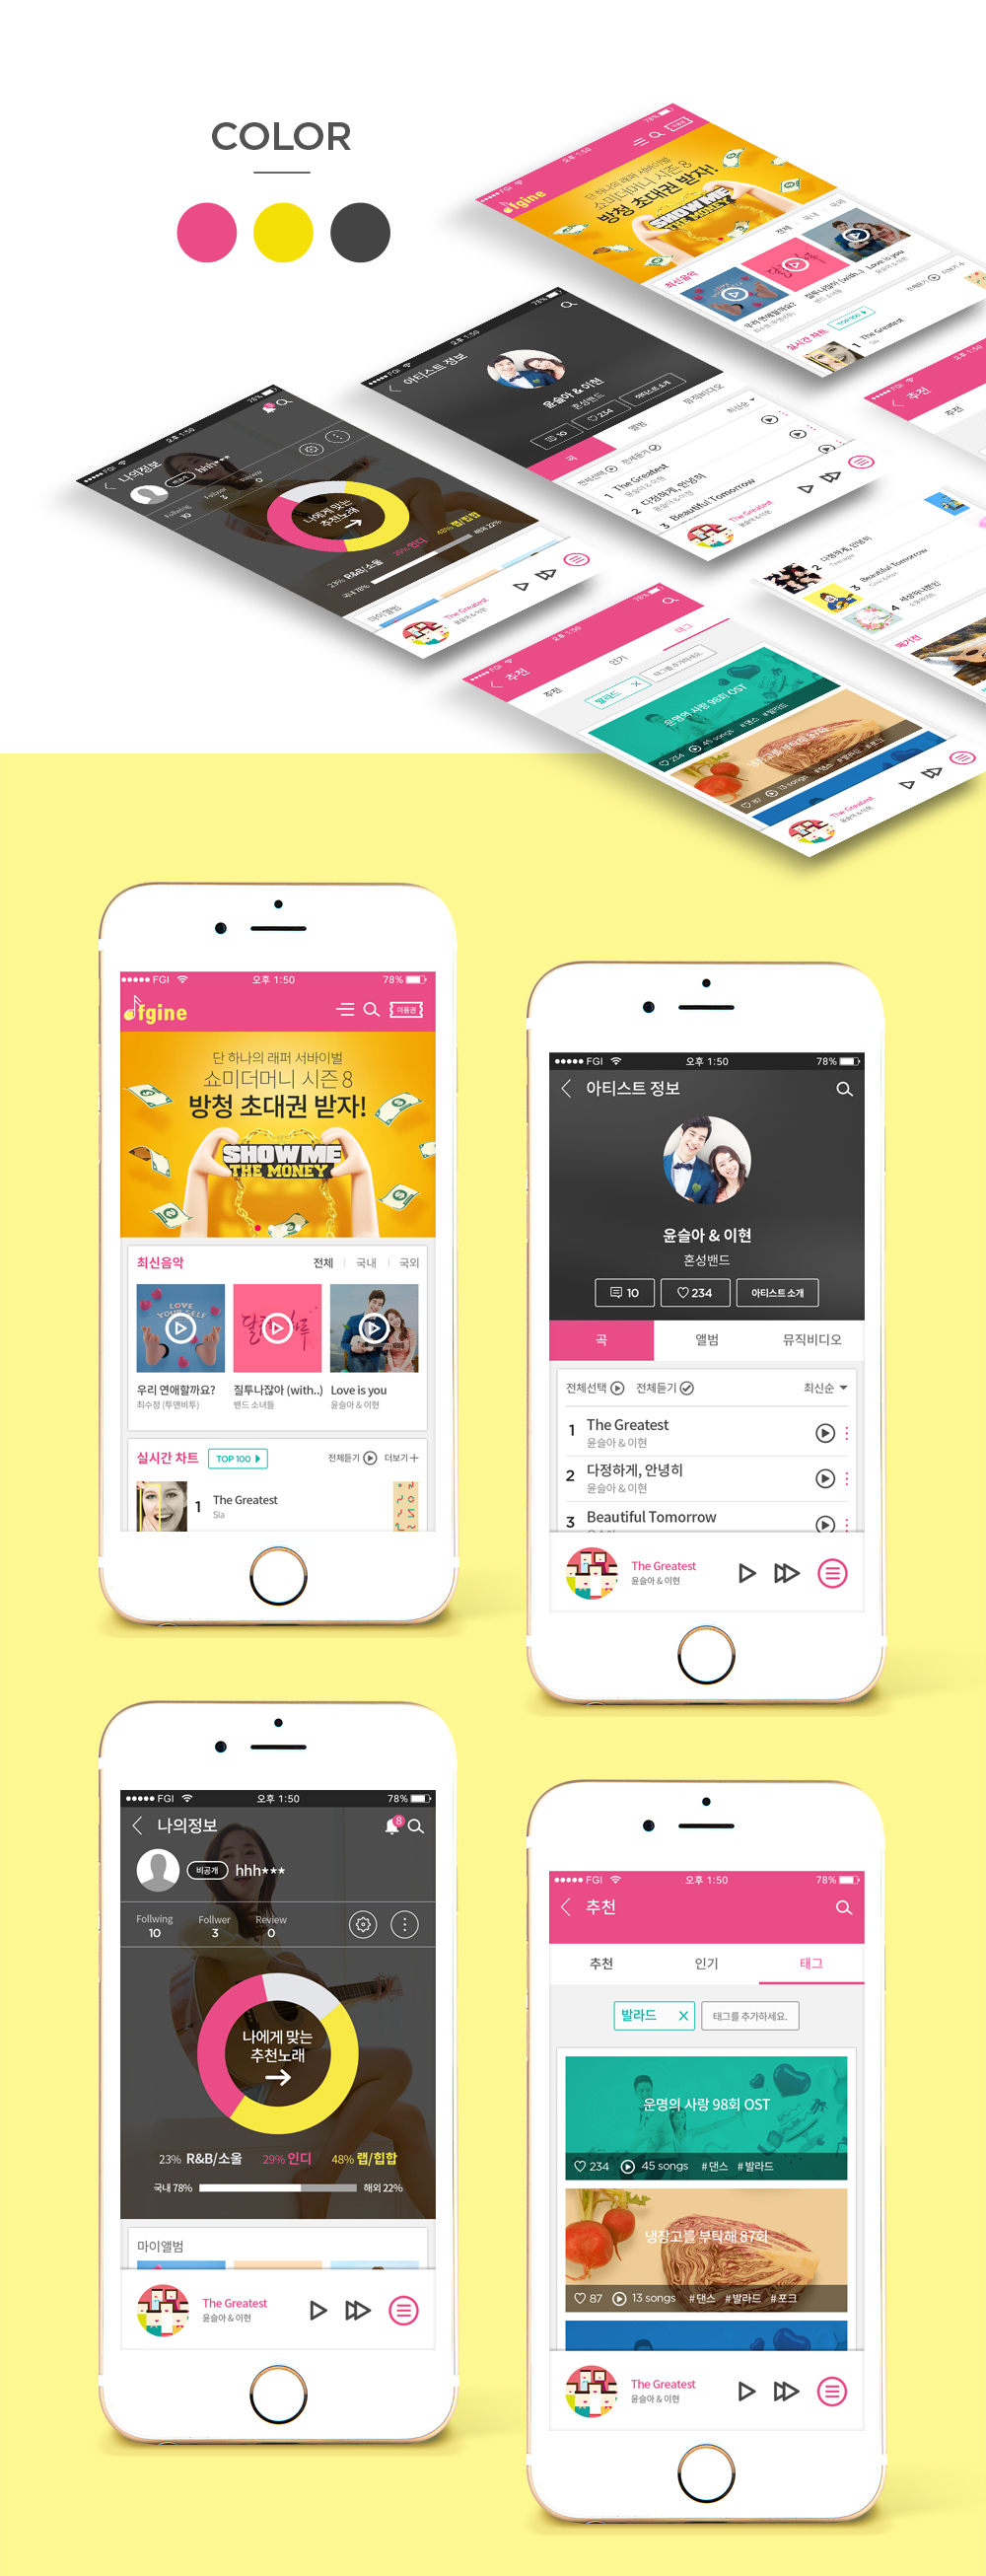 COLOR
●●●●● FGI 오후 1:50 78%
fgine
이용권
단 하나의 래퍼 서바이벌
쇼미더머니 시즌 8
방청 초대권 받자!
SHOW ME
THE MONEY
최신음악 전체 국내 국외
우리 연애할까요? 질투나잖아 (with..) Love is you
최수정 (투앤비투) 밴드 소녀들 윤슬아 & 이현
실시간 차트 TOP 100 전체듣기 더보기
1 The Greatest
Sia
●●●●● FGI 오후 1:50 78%
아티스트 정보
윤슬아 & 이현
혼성밴드
10 234 아티스트 소개
곡 앨범 뮤직비디오
전체선택 전체듣기 최신순
1 The Greatest
윤슬아 & 이현
2 다정하게, 안녕히
윤슬아 & 이현
3 Beautiful Tomorrow
The Greatest
윤슬아 & 이현
●●●●● FGI 오후 1:50 78%
나의정보 8
비공개 hhh***
Follwing Follwer Review
10 3 0
나에게 맞는
추천노래
23% R&B/소울 29% 인디 48% 랩/힙합
국내 78% 해외 22%
마이앨범
The Greatest
윤슬아 & 이현
●●●●● FGI 오후 1:50 78%
추천
추천 인기 태그
발라드 X 태그를 추가하세요.
운명의 사랑 98회 OST
234 45 songs #댄스 #발라드
냉장고를 부탁해 87회
87 13 songs #댄스 #발라드 #포크
The Greatest
윤슬아 & 이현